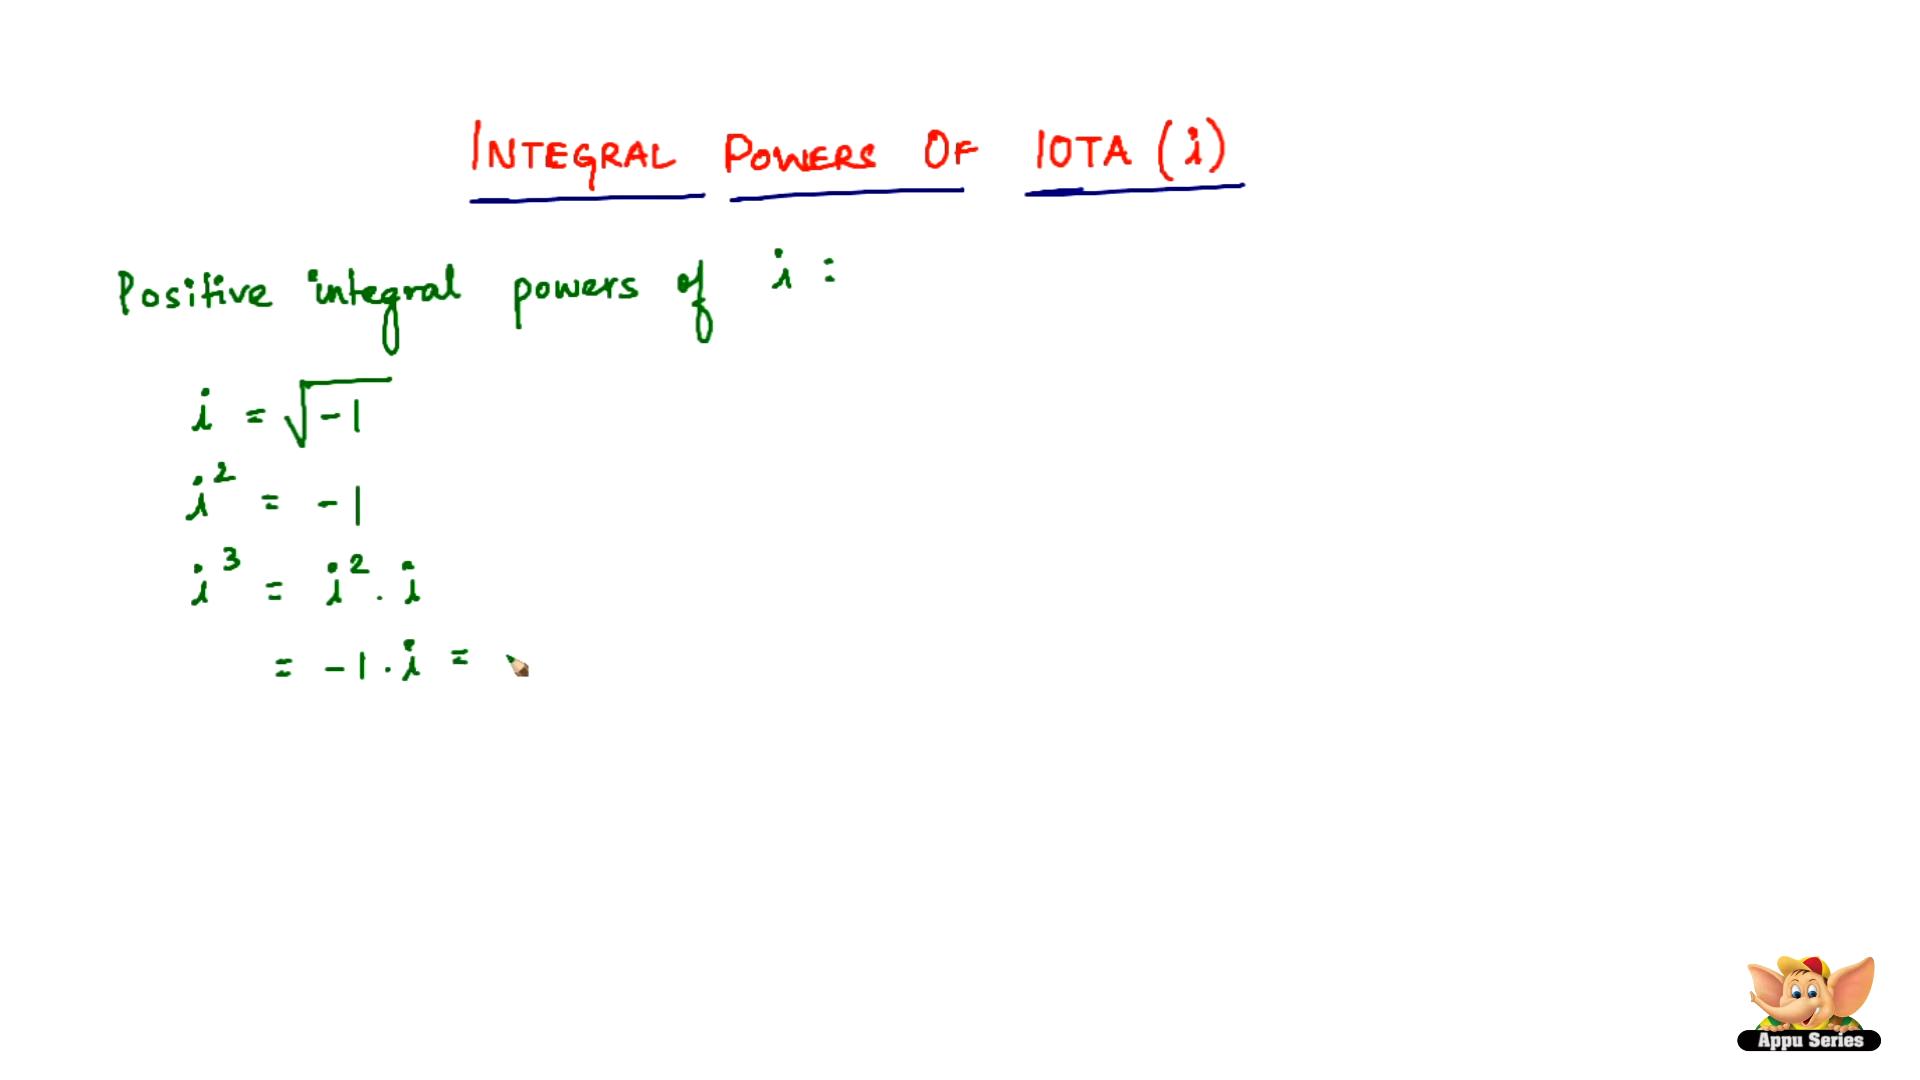 INTEGRAL POWERS OF IOTA (i)
Positive integral powers of i :
i = √-1
i² = -1
i³ = i² . i
= -1 . i =
Appu Series